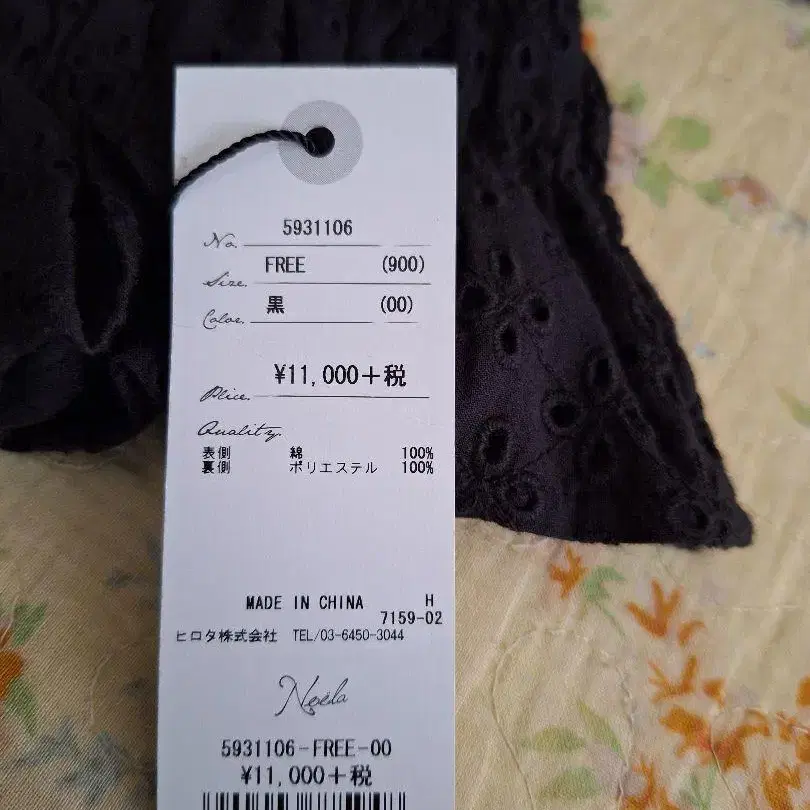 No. 5931106
Size. FREE (900)
Color. 黒 (00)
Plice. ¥11,000+税
Quality.
表側 綿 100%
裏側 ポリエステル 100%
MADE IN CHINA H
7159-02
ヒロタ株式会社 TEL/03-6450-3044
Noela
5931106-FREE-00
¥11,000+税